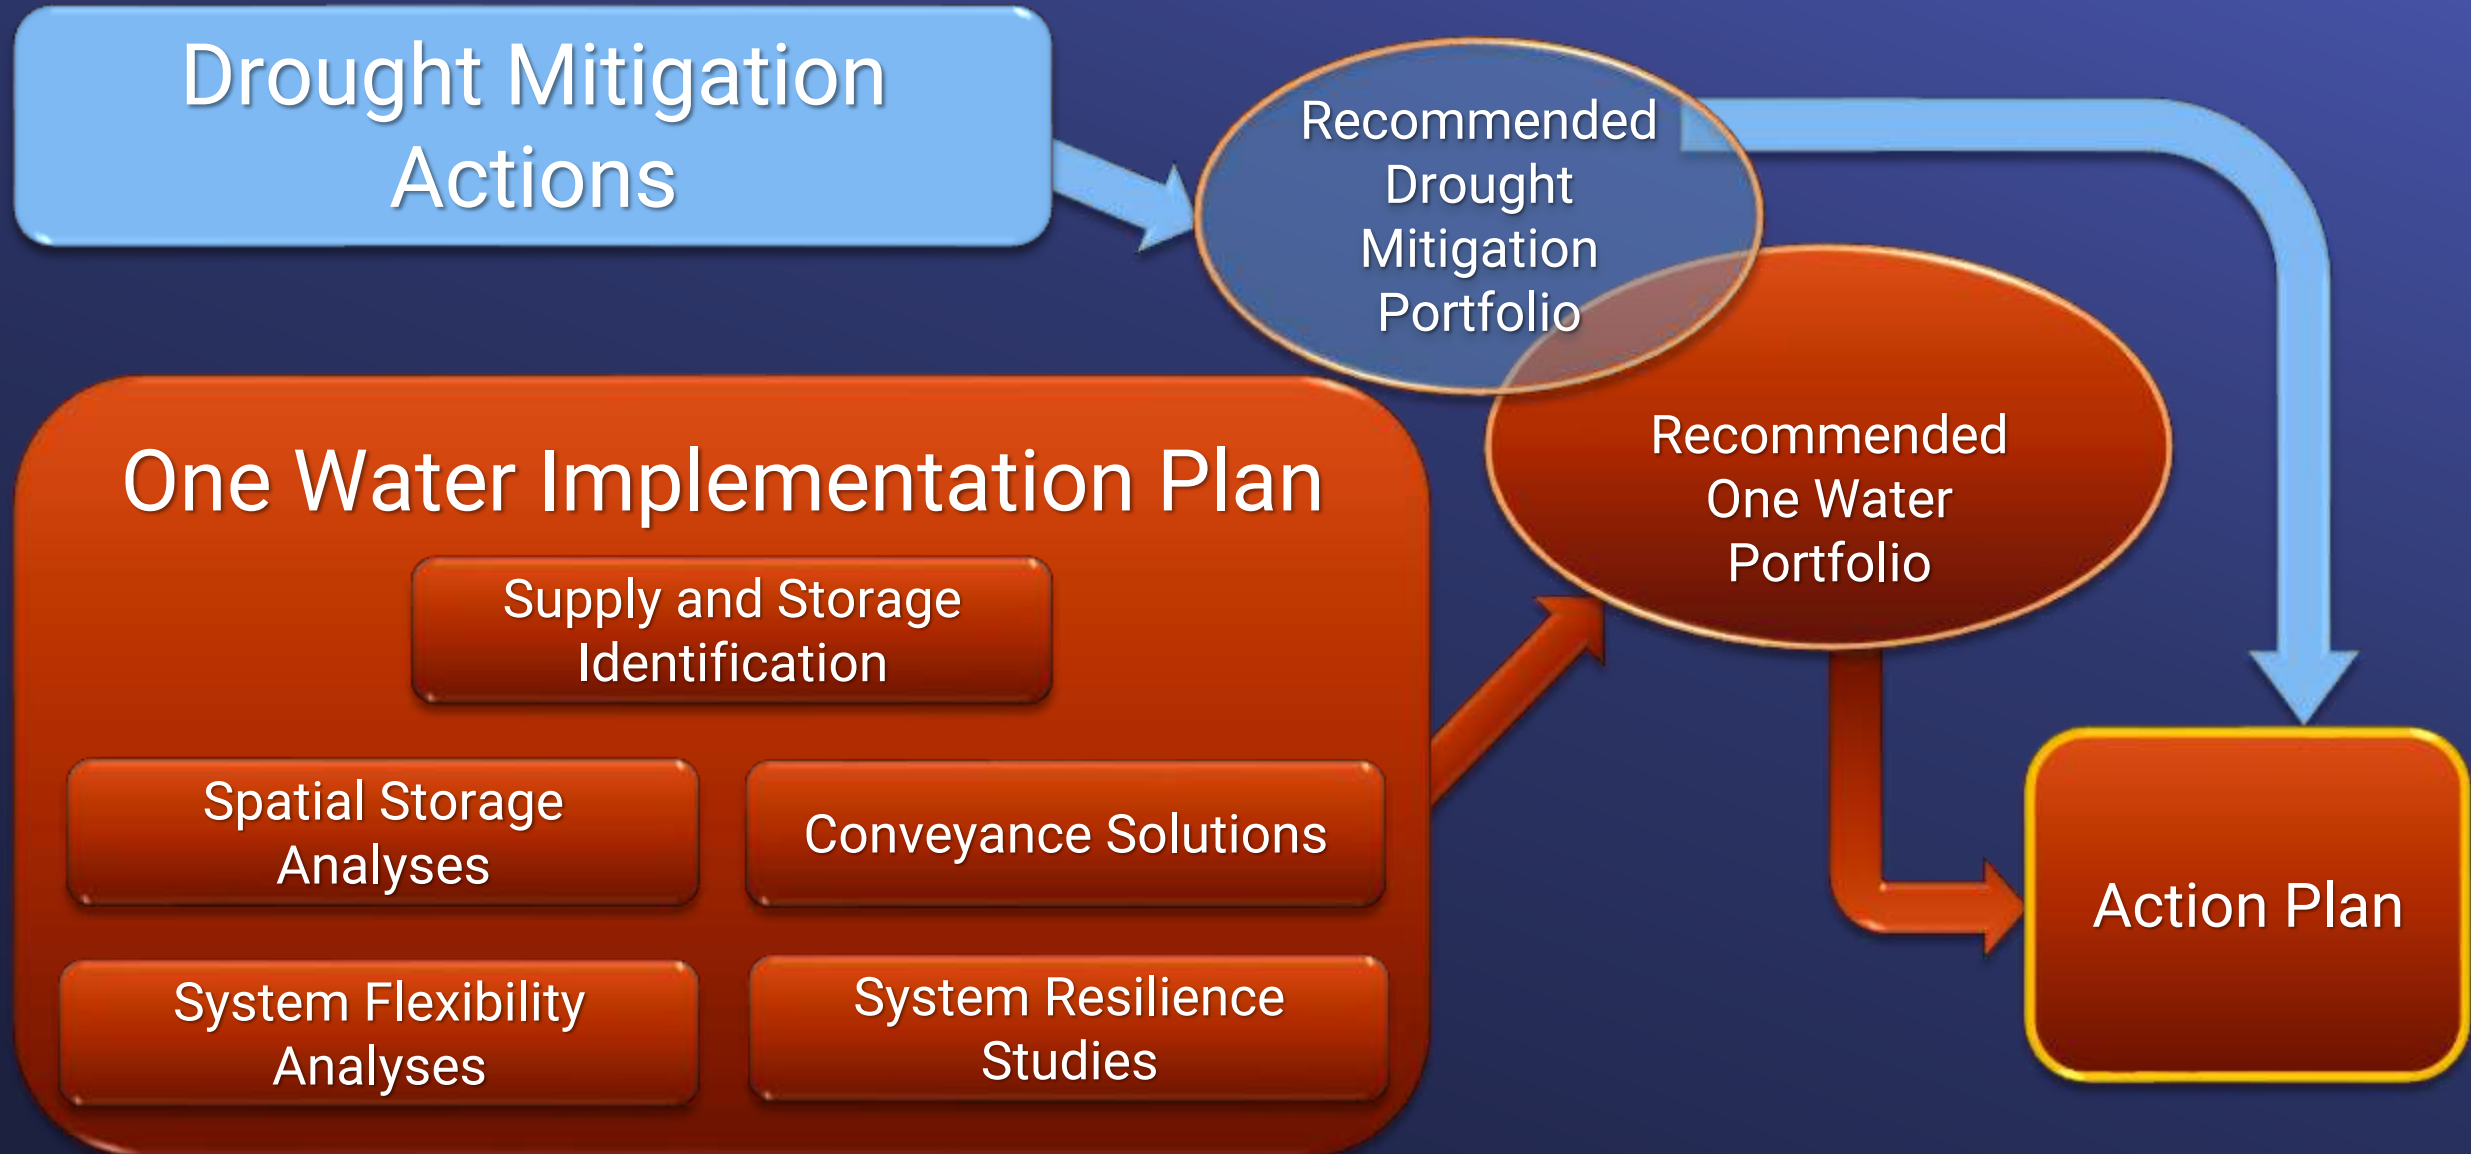 Drought Mitigation
Actions
Recommended
Drought
Mitigation
Portfolio
One Water Implementation Plan
Supply and Storage
Identification
Spatial Storage
Analyses
Conveyance Solutions
System Flexibility
Analyses
System Resilience
Studies
Recommended
One Water
Portfolio
Action Plan